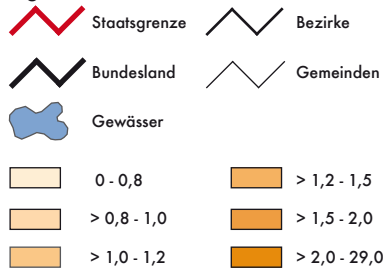 Staatsgrenze
Bezirke
Bundesland
Gemeinden
Gewässer
0 - 0,8
> 1,2 - 1,5
> 0,8 - 1,0
> 1,5 - 2,0
> 1,0 - 1,2
> 2,0 - 29,0